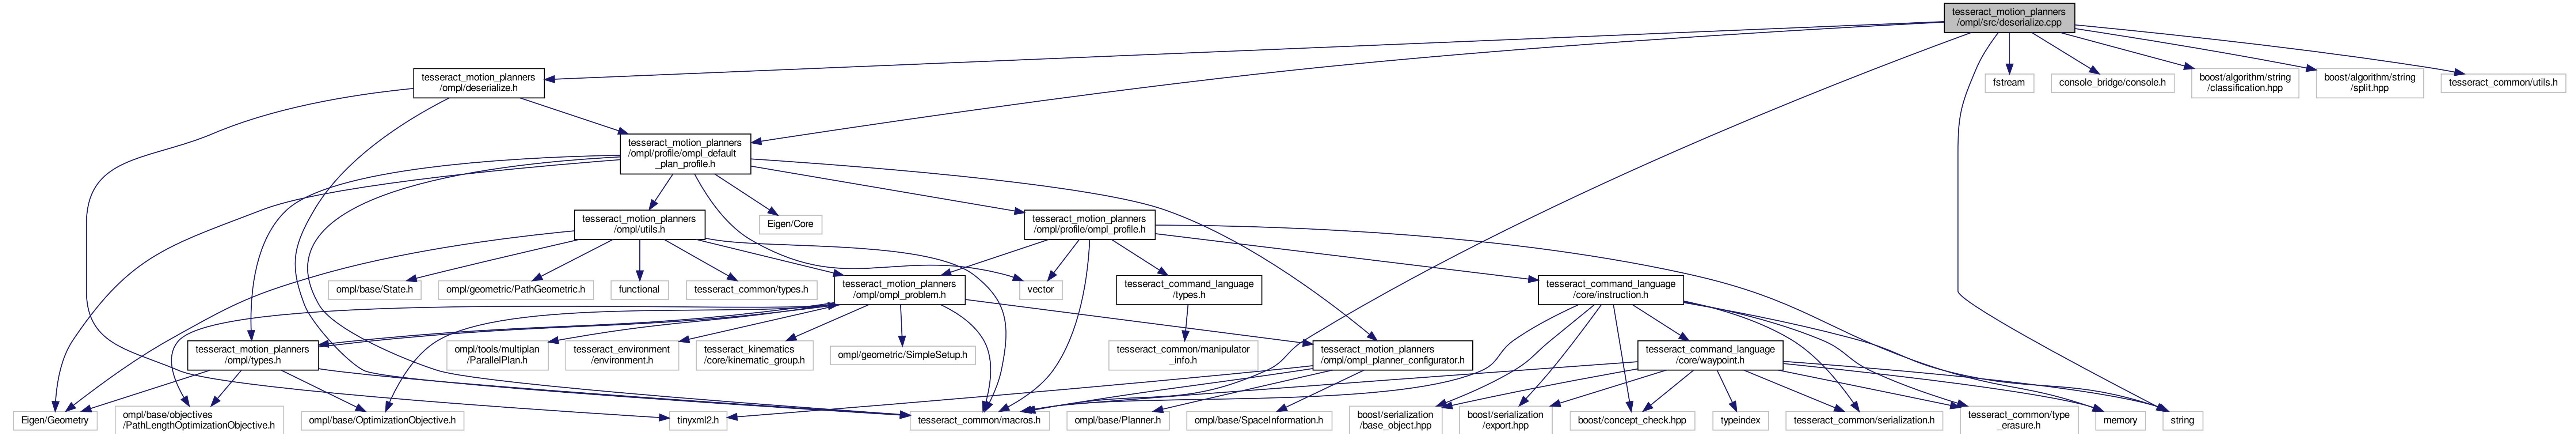 tesseract_motion_planners
/ompl/src/deserialize.cpp
tesseract_motion_planners
/ompl/deserialize.h
fstream
console_bridge/console.h
boost/algorithm/string
/classification.hpp
boost/algorithm/string
/split.hpp
tesseract_common/utils.h
tesseract_motion_planners
/ompl/profile/ompl_default
_plan_profile.h
tesseract_motion_planners
/ompl/utils.h
Eigen/Core
tesseract_motion_planners
/ompl/profile/ompl_profile.h
ompl/base/State.h
ompl/geometric/PathGeometric.h
functional
tesseract_common/types.h
tesseract_motion_planners
/ompl/ompl_problem.h
vector
tesseract_command_language
/types.h
tesseract_command_language
/core/instruction.h
tesseract_motion_planners
/ompl/types.h
ompl/tools/multiplan
/ParallelPlan.h
tesseract_environment
/environment.h
tesseract_kinematics
/core/kinematic_group.h
ompl/geometric/SimpleSetup.h
tesseract_common/manipulator
_info.h
tesseract_motion_planners
/ompl/ompl_planner_configurator.h
tesseract_command_language
/core/waypoint.h
Eigen/Geometry
ompl/base/objectives
/PathLengthOptimizationObjective.h
ompl/base/OptimizationObjective.h
tinyxml2.h
tesseract_common/macros.h
ompl/base/Planner.h
ompl/base/SpaceInformation.h
boost/serialization
/base_object.hpp
boost/serialization
/export.hpp
boost/concept_check.hpp
typeindex
tesseract_common/serialization.h
tesseract_common/type
_erasure.h
memory
string